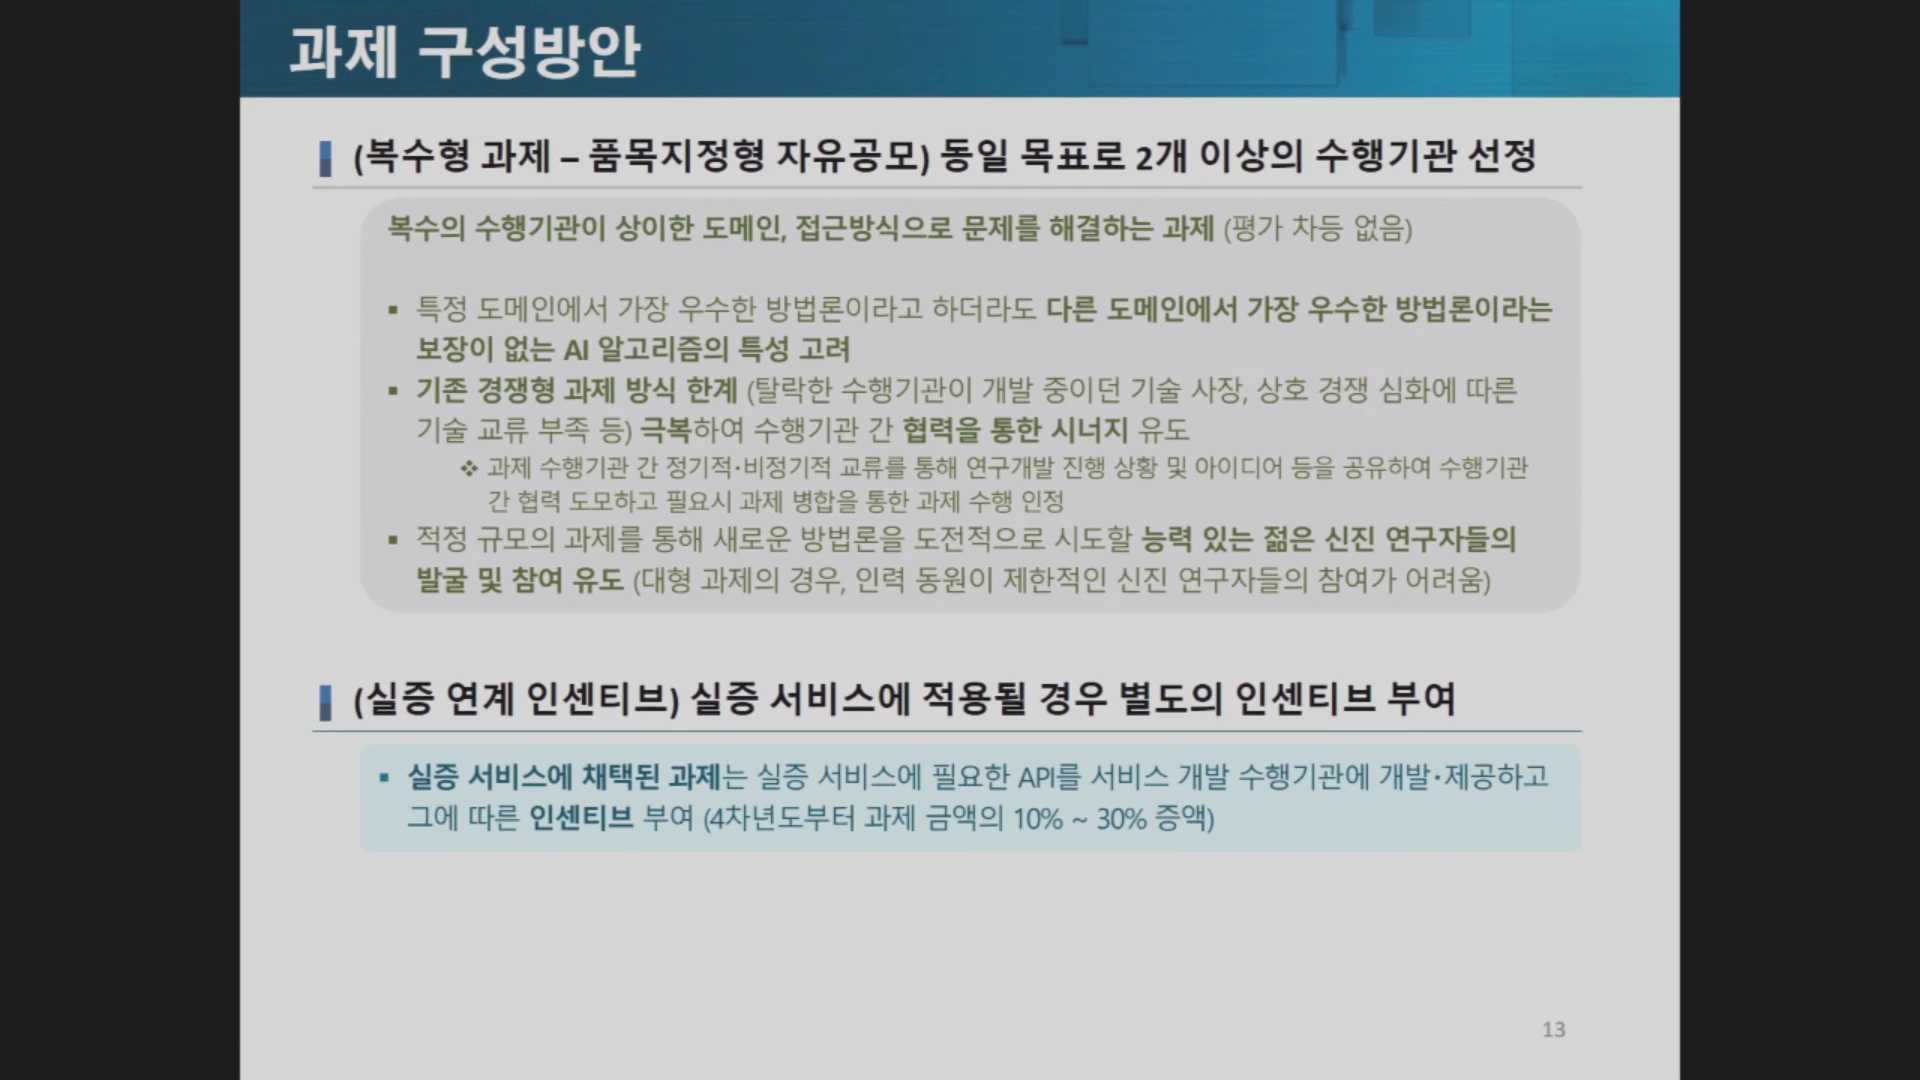 과제 구성방안
(복수형 과제 – 품목지정형 자유공모) 동일 목표로 2개 이상의 수행기관 선정
복수의 수행기관이 상이한 도메인, 접근방식으로 문제를 해결하는 과제 (평가 차등 없음)
▪ 특정 도메인에서 가장 우수한 방법론이라고 하더라도 다른 도메인에서 가장 우수한 방법론이라는
보장이 없는 AI 알고리즘의 특성 고려
▪ 기존 경쟁형 과제 방식 한계 (탈락한 수행기관이 개발 중이던 기술 사장, 상호 경쟁 심화에 따른
기술 교류 부족 등) 극복하여 수행기관 간 협력을 통한 시너지 유도
❖ 과제 수행기관 간 정기적·비정기적 교류를 통해 연구개발 진행 상황 및 아이디어 등을 공유하여 수행기관
간 협력 도모하고 필요시 과제 병합을 통한 과제 수행 인정
▪ 적정 규모의 과제를 통해 새로운 방법론을 도전적으로 시도할 능력 있는 젊은 신진 연구자들의
발굴 및 참여 유도 (대형 과제의 경우, 인력 동원이 제한적인 신진 연구자들의 참여가 어려움)
(실증 연계 인센티브) 실증 서비스에 적용될 경우 별도의 인센티브 부여
▪ 실증 서비스에 채택된 과제는 실증 서비스에 필요한 API를 서비스 개발 수행기관에 개발·제공하고
그에 따른 인센티브 부여 (4차년도부터 과제 금액의 10% ~ 30% 증액)
13